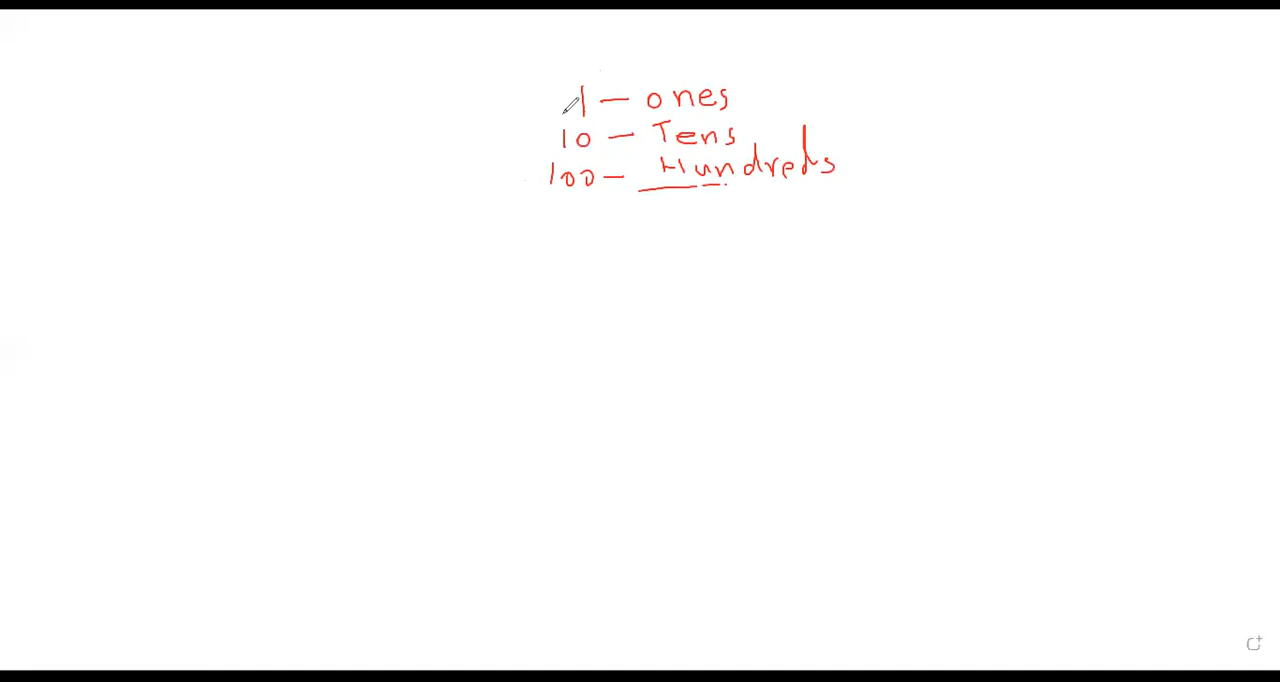 1 — ones
10 — Tens
100 — Hundreds